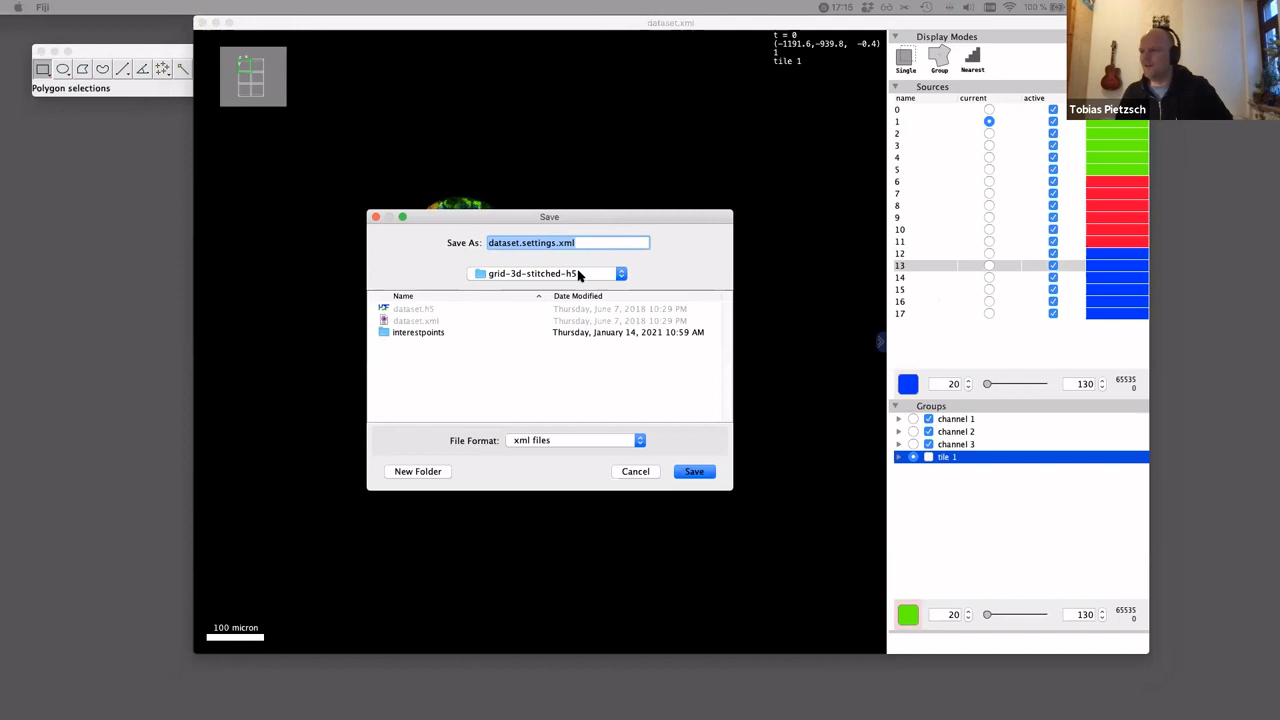 Fiji
17:15
100 %
dataset.xml
t = 0
(-1191.6,-939.8, -0.4)
1
tile 1
Polygon selections
Display Modes
Single
Group
Nearest
Tobias Pietzsch
Sources
name current active
0
1
2
3
4
5
6
7
8
9
10
11
12
13
14
15
16
17
Save
Save As: dataset.settings.xml
grid-3d-stitched-h5
Name Date Modified
dataset.h5 Thursday, June 7, 2018 10:29 PM
dataset.xml Thursday, June 7, 2018 10:29 PM
interestpoints Thursday, January 14, 2021 10:59 AM
File Format: xml files
New Folder Cancel Save
20 130 65535
0
Groups
channel 1
channel 2
channel 3
tile 1
20 130 65535
0
100 micron